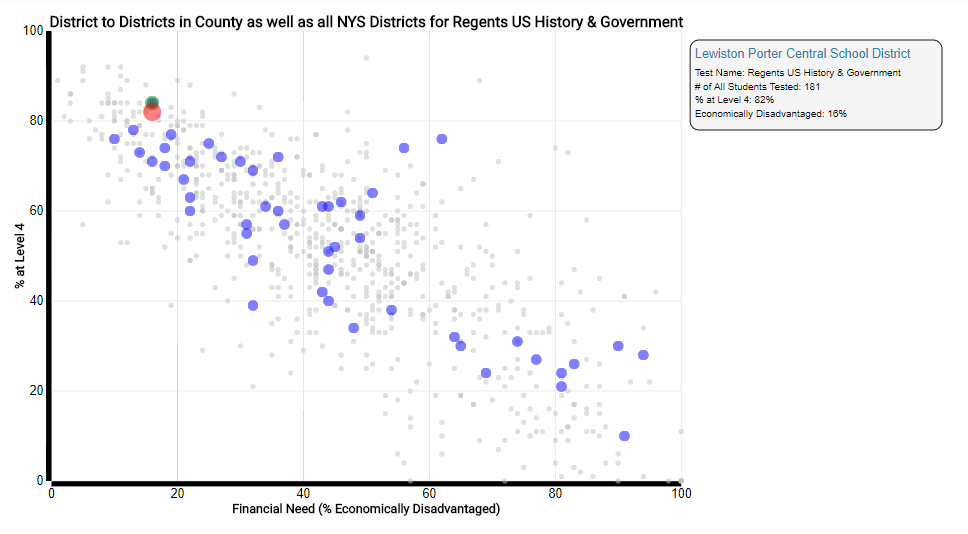 District to Districts in County as well as all NYS Districts for Regents US History & Government
Lewiston Porter Central School District
Test Name: Regents US History & Government
# of All Students Tested: 181
% at Level 4: 82%
Economically Disadvantaged: 16%
100
80
60
40
20
0
% at Level 4
0 20 40 60 80 100
Financial Need (% Economically Disadvantaged)